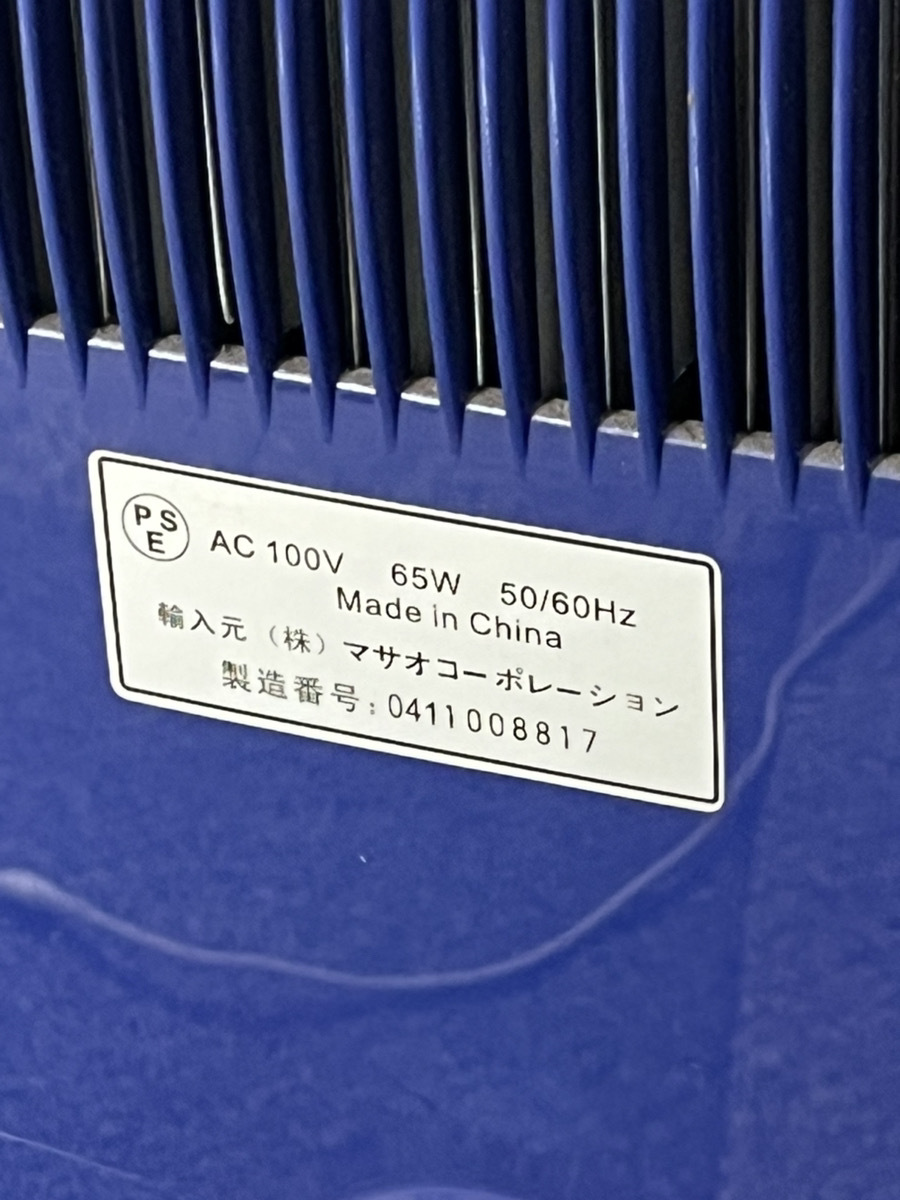 PSE AC 100V 65W 50/60Hz
Made in China
輸入元(株)マサオコーポレーション
製造番号:0411008817